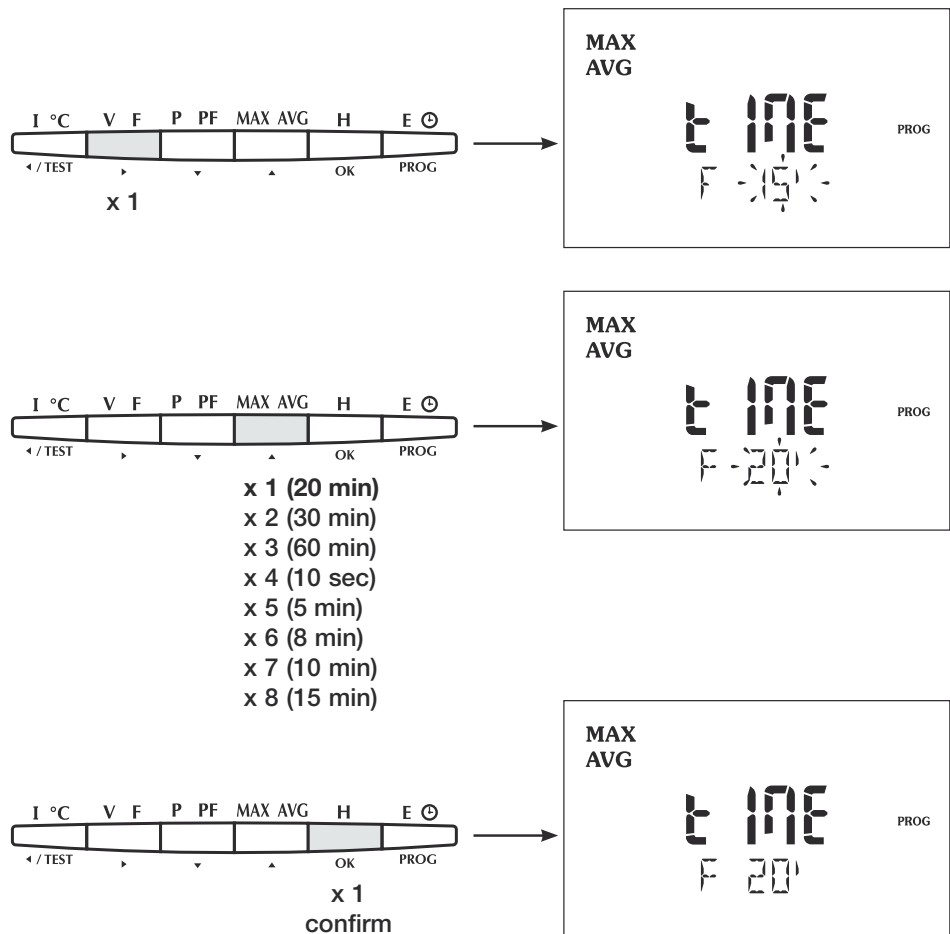 MAX
AVG
I °C V F P PF MAX AVG H E
t IME
PROG
/ TEST OK PROG
F 15'
x 1
MAX
AVG
t IME
PROG
I °C V F P PF MAX AVG H E
F 20'
/ TEST OK PROG
x 1 (20 min)
x 2 (30 min)
x 3 (60 min)
x 4 (10 sec)
x 5 (5 min)
x 6 (8 min)
x 7 (10 min)
x 8 (15 min)
MAX
AVG
I °C V F P PF MAX AVG H E
t IME
PROG
/ TEST OK PROG
F 20'
x 1
confirm